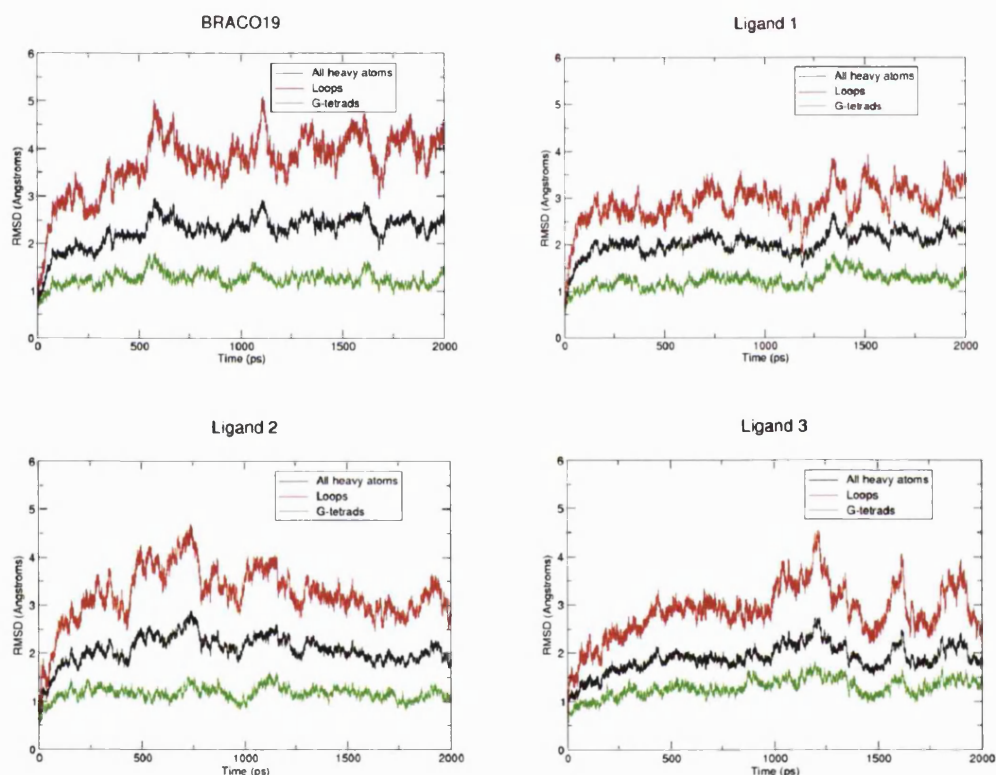 BRACO19
6
5
4
3
2
1
0
RMSD (Angstroms)
All heavy atoms
Loops
G-tetrads
0 500 1000 1500 2000
Time (ps)
Ligand 1
6
5
4
3
2
1
0
RMSD (Angstroms)
All heavy atoms
Loops
G-tetrads
0 500 1000 1500 2000
Time (ps)
Ligand 2
6
5
4
3
2
1
0
RMSD (Angstroms)
All heavy atoms
Loops
G-tetrads
0 500 1000 1500 2000
Time (ps)
Ligand 3
6
5
4
3
2
1
0
RMSD (Angstroms)
All heavy atoms
Loops
G-tetrads
0 500 1000 1500 2000
Time (ps)